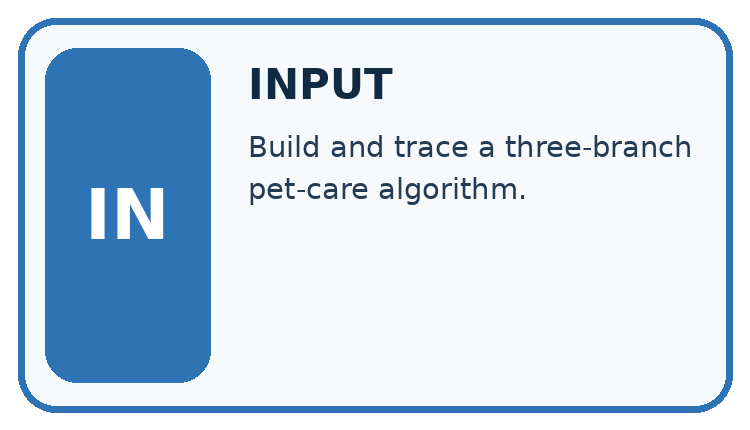 IN
INPUT
Build and trace a three-branch
pet-care algorithm.